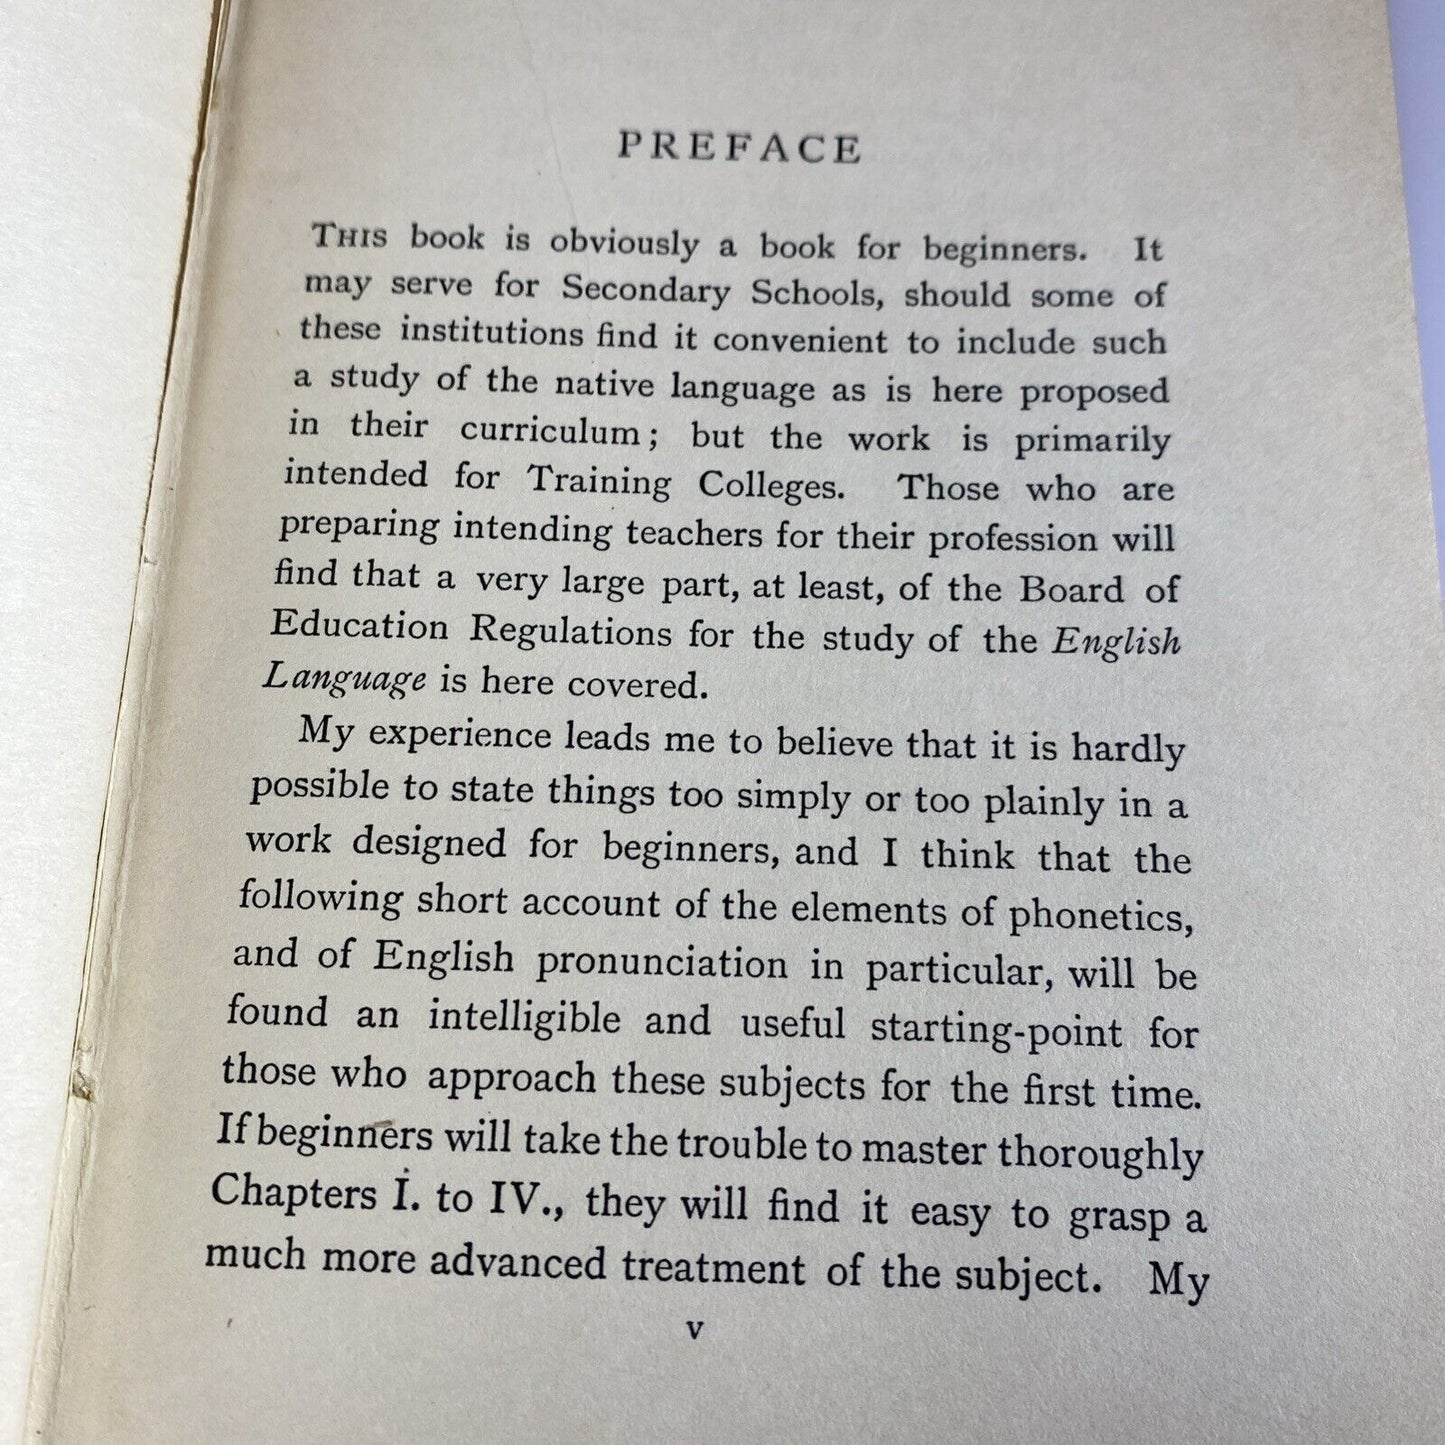 PREFACE
THIS book is obviously a book for beginners. It
may serve for Secondary Schools, should some of
these institutions find it convenient to include such
a study of the native language as is here proposed
in their curriculum; but the work is primarily
intended for Training Colleges. Those who are
preparing intending teachers for their profession will
find that a very large part, at least, of the Board of
Education Regulations for the study of the English
Language is here covered.
My experience leads me to believe that it is hardly
possible to state things too simply or too plainly in a
work designed for beginners, and I think that the
following short account of the elements of phonetics,
and of English pronunciation in particular, will be
found an intelligible and useful starting-point for
those who approach these subjects for the first time.
If beginners will take the trouble to master thoroughly
Chapters I. to IV., they will find it easy to grasp a
much more advanced treatment of the subject. My
v